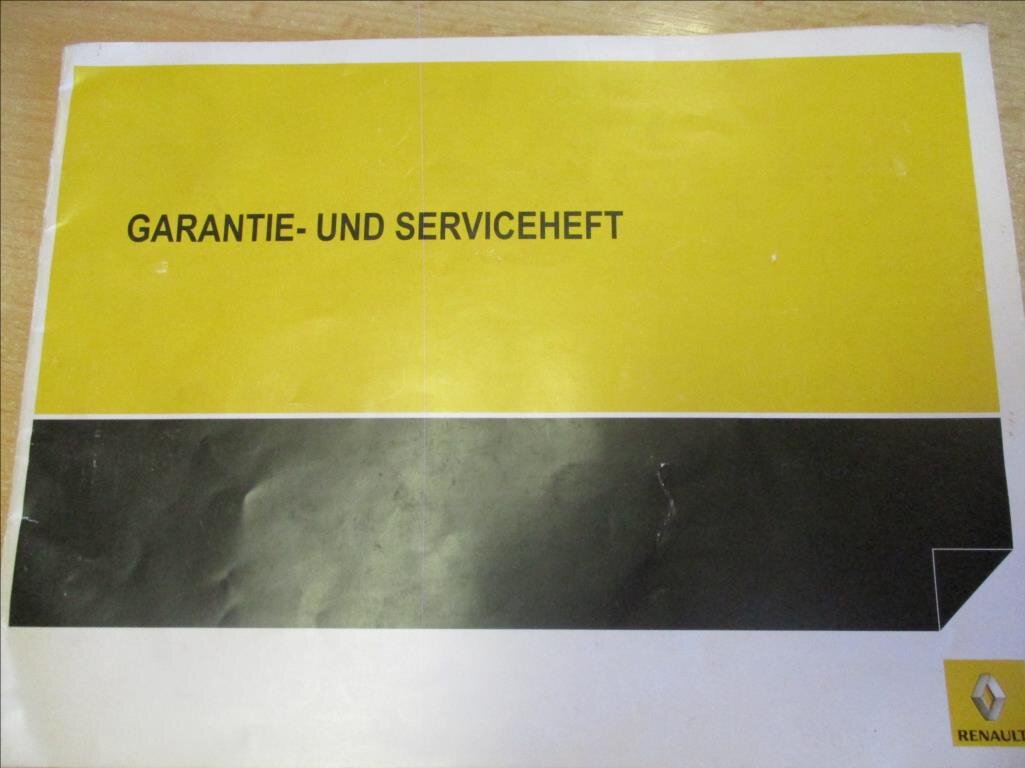 GARANTIE- UND SERVICEHEFT
RENAULT